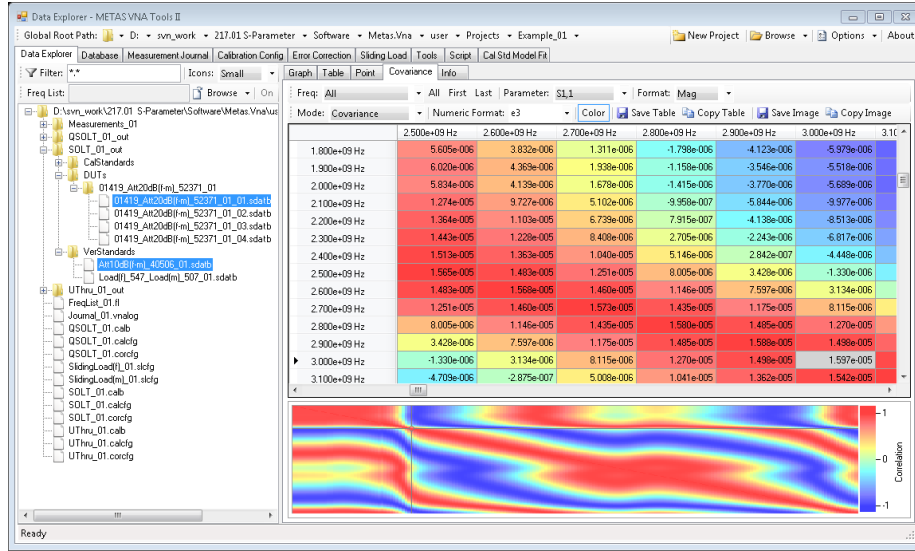 Data Explorer - METAS VNA Tools II
Global Root Path: D: svn_work 217.01 S-Parameter Software Metas.Vna user Projects Example_01 New Project Browse Options About
Data Explorer Database Measurement Journal Calibration Config Error Correction Sliding Load Tools Script Cal Std Model Fit
Filter: *.* Icons: Small
Freq List: Browse On
D:\svn_work\217.01 S-Parameter\Software\Metas.Vna\us
Measurements_01
QSOLT_01_out
SOLT_01_out
CalStandards
DUTs
01419_Att20dB(f-m)_52371_01
01419_Att20dB(f-m)_52371_01_01.sdatb
01419_Att20dB(f-m)_52371_01_02.sdatb
01419_Att20dB(f-m)_52371_01_03.sdatb
01419_Att20dB(f-m)_52371_01_04.sdatb
VerStandards
Att10dB(f-m)_40506_01.sdatb
Load(f)_547_Load(m)_507_01.sdatb
UThru_01_out
FreqList_01.fl
Journal_01.vnalog
QSOLT_01.calb
QSOLT_01.calcfg
QSOLT_01.corcfg
SlidingLoad(f)_01.slcfg
SlidingLoad(m)_01.slcfg
SOLT_01.calb
SOLT_01.calcfg
SOLT_01.corcfg
UThru_01.calb
UThru_01.calcfg
UThru_01.corcfg
Graph Table Point Covariance Info
Freq: All All First Last Parameter: S1,1 Format: Mag
Mode: Covariance Numeric Format: e3 Color Save Table Copy Table Save Image Copy Image
2.500e+09 Hz 2.600e+09 Hz 2.700e+09 Hz 2.800e+09 Hz 2.900e+09 Hz 3.000e+09 Hz 3.10
1.800e+09 Hz 5.605e-006 3.832e-006 1.311e-006 -1.798e-006 -4.123e-006 -5.979e-006
1.900e+09 Hz 6.020e-006 4.369e-006 1.938e-006 -1.158e-006 -3.546e-006 -5.518e-006
2.000e+09 Hz 5.834e-006 4.139e-006 1.678e-006 -1.415e-006 -3.770e-006 -5.689e-006
2.100e+09 Hz 1.274e-005 9.727e-006 5.102e-006 -9.958e-007 -5.844e-006 -9.977e-006
2.200e+09 Hz 1.364e-005 1.103e-005 6.739e-006 7.915e-007 -4.138e-006 -8.513e-006
2.300e+09 Hz 1.443e-005 1.228e-005 8.408e-006 2.705e-006 -2.243e-006 -6.817e-006
2.400e+09 Hz 1.513e-005 1.363e-005 1.040e-005 5.146e-006 2.842e-007 -4.448e-006
2.500e+09 Hz 1.565e-005 1.483e-005 1.251e-005 8.005e-006 3.428e-006 -1.330e-006
2.600e+09 Hz 1.483e-005 1.568e-005 1.460e-005 1.146e-005 7.597e-006 3.134e-006
2.700e+09 Hz 1.251e-005 1.460e-005 1.573e-005 1.435e-005 1.175e-005 8.115e-006
2.800e+09 Hz 8.005e-006 1.146e-005 1.435e-005 1.580e-005 1.485e-005 1.270e-005
2.900e+09 Hz 3.428e-006 7.597e-006 1.175e-005 1.485e-005 1.588e-005 1.498e-005
3.000e+09 Hz -1.330e-006 3.134e-006 8.115e-006 1.270e-005 1.498e-005 1.597e-005
3.100e+09 Hz -4.709e-006 -2.875e-007 5.008e-006 1.041e-005 1.362e-005 1.542e-005
1
0
-1
Correlation
Ready